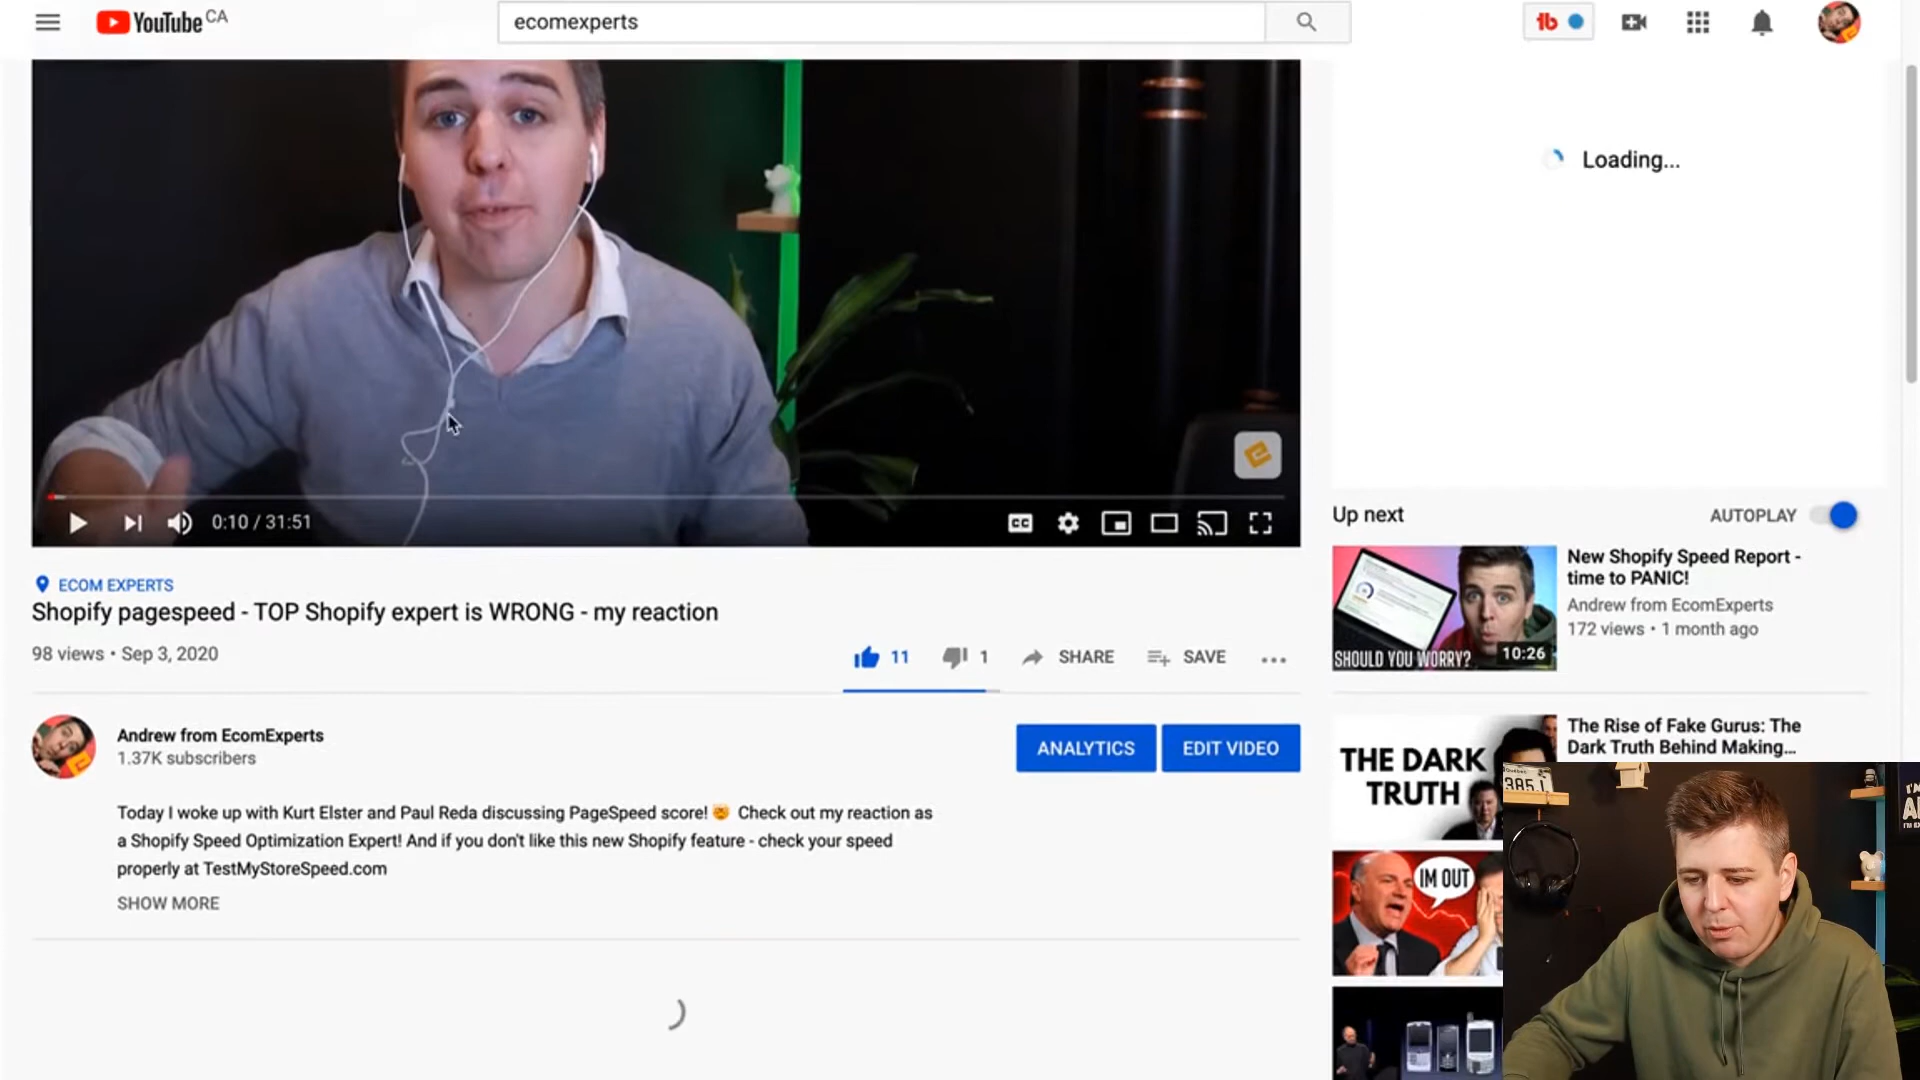 YouTube CA
ecomexperts
Loading...
0:10 / 31:51
CC
ECOM EXPERTS
Shopify pagespeed - TOP Shopify expert is WRONG - my reaction
98 views • Sep 3, 2020
11
1
SHARE
SAVE
Andrew from EcomExperts
1.37K subscribers
ANALYTICS
EDIT VIDEO
Today I woke up with Kurt Elster and Paul Reda discussing PageSpeed score! 🤯 Check out my reaction as
a Shopify Speed Optimization Expert! And if you don't like this new Shopify feature - check your speed
properly at TestMyStoreSpeed.com
SHOW MORE
Up next
AUTOPLAY
SHOULD YOU WORRY?
10:26
New Shopify Speed Report -
time to PANIC!
Andrew from EcomExperts
172 views • 1 month ago
THE DARK
TRUTH
The Rise of Fake Gurus: The
Dark Truth Behind Making...
IM OUT
385J